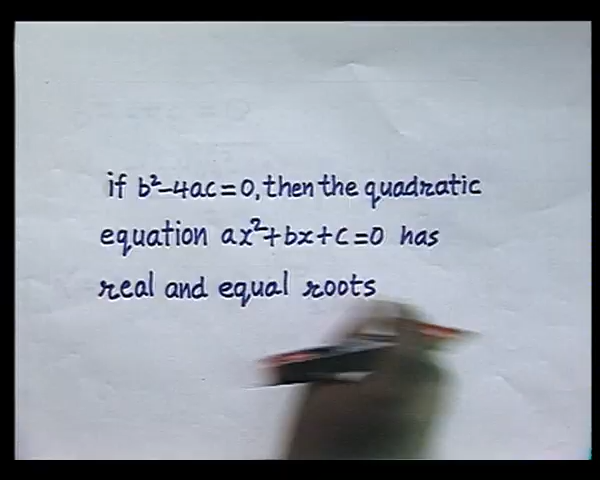 if b²-4ac=0, then the quadratic
equation ax²+bx+c=0 has
real and equal roots